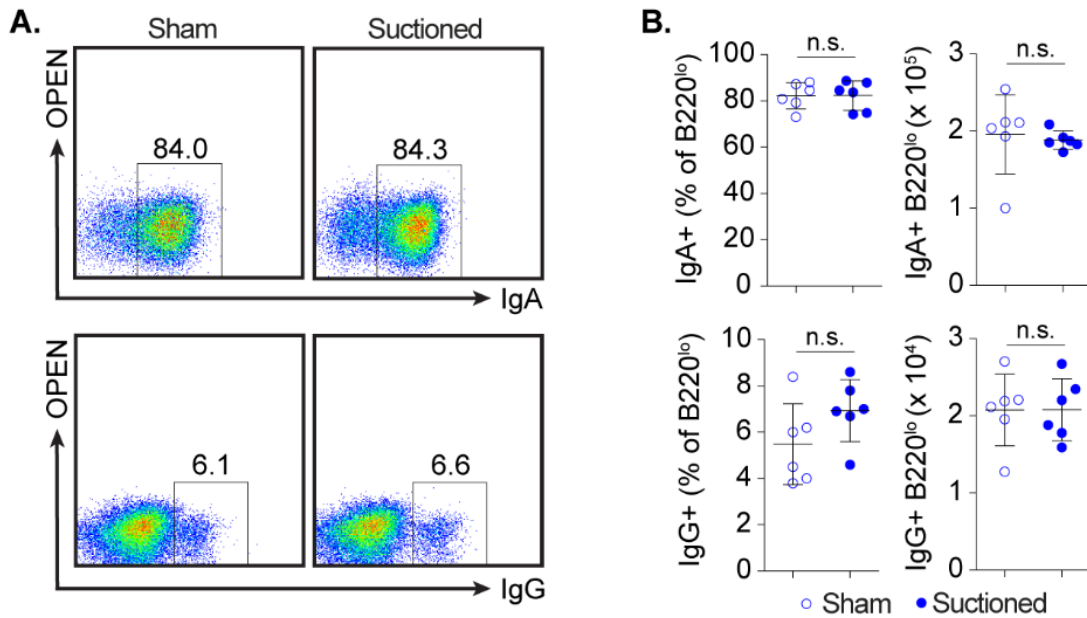 A.
Sham Suctioned
OPEN
84.0 84.3
IgA
OPEN
6.1 6.6
IgG
B.
IgA+ (% of B220ˡᵒ)
100
80
60
40
20
0
n.s.
IgA+ B220ˡᵒ (x 10⁵)
3
2
1
0
n.s.
IgG+ (% of B220ˡᵒ)
10
8
6
4
2
0
n.s.
IgG+ B220ˡᵒ (x 10⁴)
3
2
1
0
n.s.
Sham Suctioned